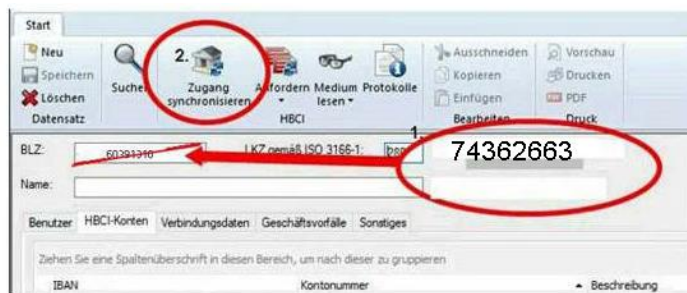 Start
Neu
Speichern
Löschen
Datensatz
Suchen
2.
Zugang
synchronisieren
Anfordern
Medium
lesen
Protokolle
HBCI
Ausschneiden
Kopieren
Einfügen
Bearbeiten
Vorschau
Drucken
PDF
Druck
1.
BLZ: 60391310 LKZ gemäß ISO 3166-1: 74362663
Name:
Benutzer HBCI-Konten Verbindungsdaten Geschäftsvorfälle Sonstiges
Ziehen Sie eine Spaltenüberschrift in diesen Bereich, um nach dieser zu gruppieren
IBAN Kontonummer Beschreibung